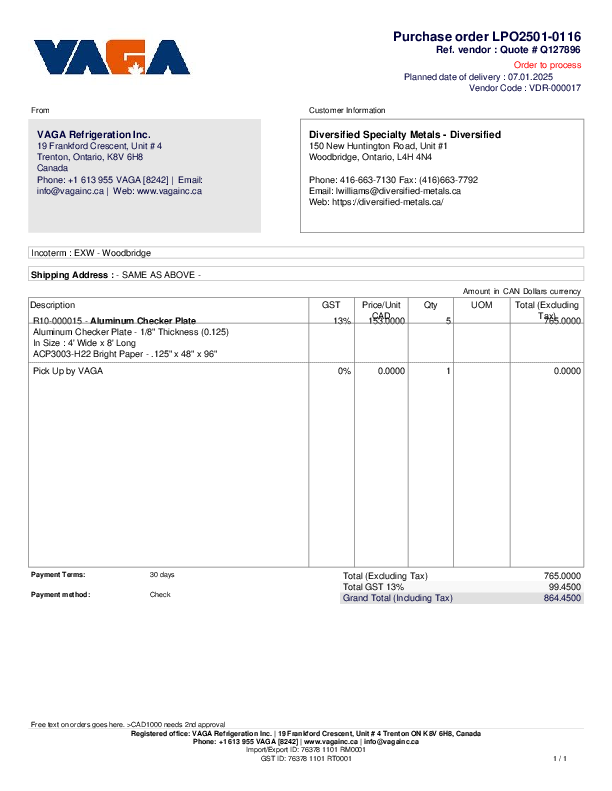 VAGA
Purchase order LPO2501-0116
Ref. vendor : Quote # Q127896
Order to process
Planned date of delivery : 07.01.2025
Vendor Code : VDR-000017
From
Customer Information
VAGA Refrigeration Inc.
19 Frankford Crescent, Unit # 4
Trenton, Ontario, K8V 6H8
Canada
Phone: +1 613 955 VAGA [8242] | Email:
info@vagainc.ca | Web: www.vagainc.ca
Diversified Specialty Metals - Diversified
150 New Huntington Road, Unit #1
Woodbridge, Ontario, L4H 4N4
Phone: 416-663-7130 Fax: (416)663-7792
Email: lwilliams@diversified-metals.ca
Web: https://diversified-metals.ca/
Incoterm : EXW - Woodbridge
Shipping Address : - SAME AS ABOVE -
Amount in CAN Dollars currency
Description GST Price/Unit CAD Qty UOM Total (Excluding Tax)
R10-000015 - Aluminum Checker Plate 13% 153.0000 5 765.0000
Aluminum Checker Plate - 1/8" Thickness (0.125)
In Size : 4' Wide x 8' Long
ACP3003-H22 Bright Paper - .125" x 48" x 96"
Pick Up by VAGA 0% 0.0000 1 0.0000
Payment Terms: 30 days
Payment method: Check
Total (Excluding Tax) 765.0000
Total GST 13% 99.4500
Grand Total (Including Tax) 864.4500
Free text on orders goes here. >CAD1000 needs 2nd approval
Registered office: VAGA Refrigeration Inc. | 19 Frankford Crescent, Unit # 4 Trenton ON K8V 6H8, Canada
Phone: +1 613 955 VAGA [8242] | www.vagainc.ca | info@vagainc.ca
Import/Export ID: 76378 1101 RM0001
GST ID: 76378 1101 RT0001
1 / 1